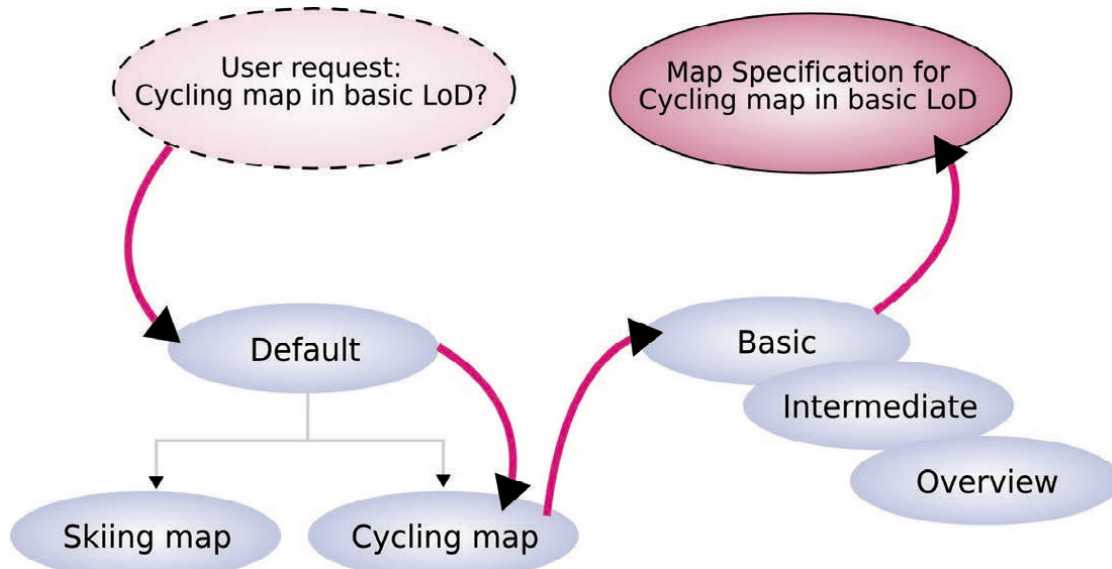 User request:
Cycling map in basic LoD?
Map Specification for
Cycling map in basic LoD
Default
Basic
Intermediate
Overview
Skiing map
Cycling map